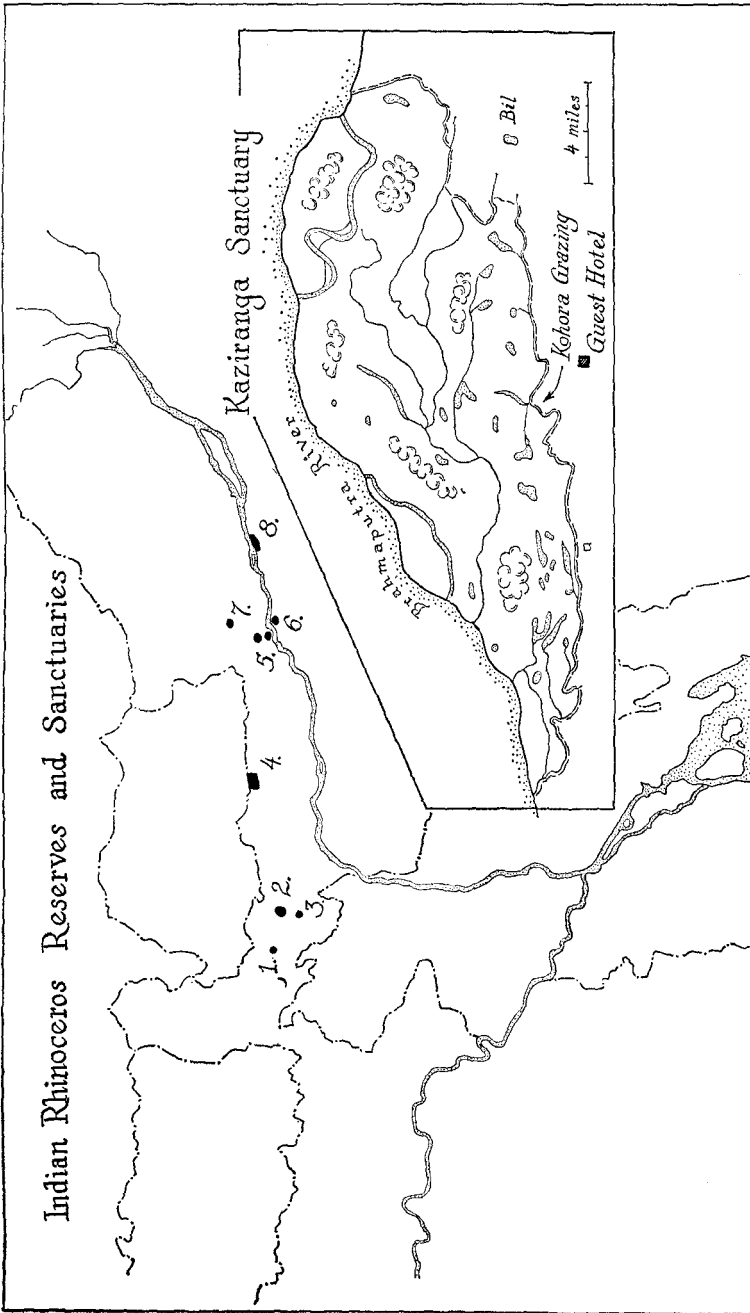 Indian Rhinoceros Reserves and Sanctuaries
1.
2.
3.
4.
5.
6.
7.
8.
Kaziranga Sanctuary
Brahmaputra River
Bil
4 miles
Kohora Grazing
Guest Hotel